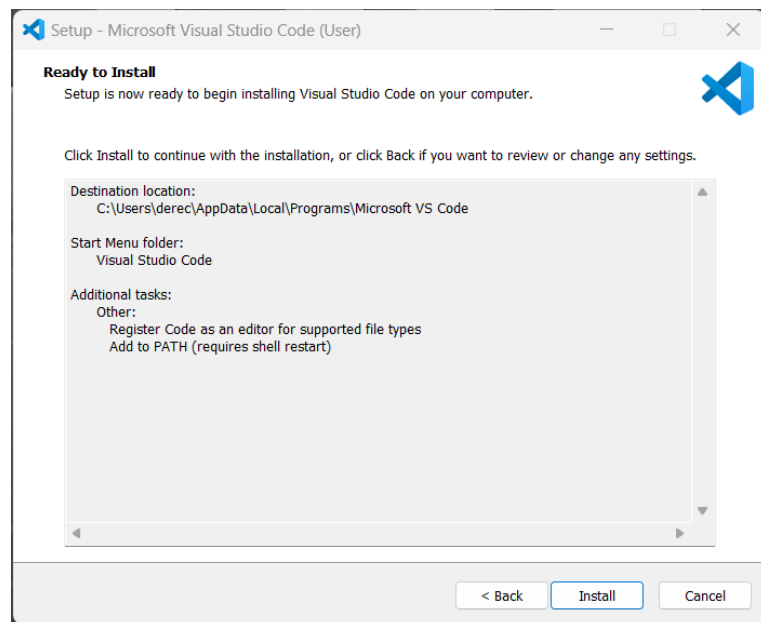 Setup - Microsoft Visual Studio Code (User)
Ready to Install
Setup is now ready to begin installing Visual Studio Code on your computer.
Click Install to continue with the installation, or click Back if you want to review or change any settings.
Destination location:
C:\Users\derec\AppData\Local\Programs\Microsoft VS Code
Start Menu folder:
Visual Studio Code
Additional tasks:
Other:
Register Code as an editor for supported file types
Add to PATH (requires shell restart)
< Back
Install
Cancel